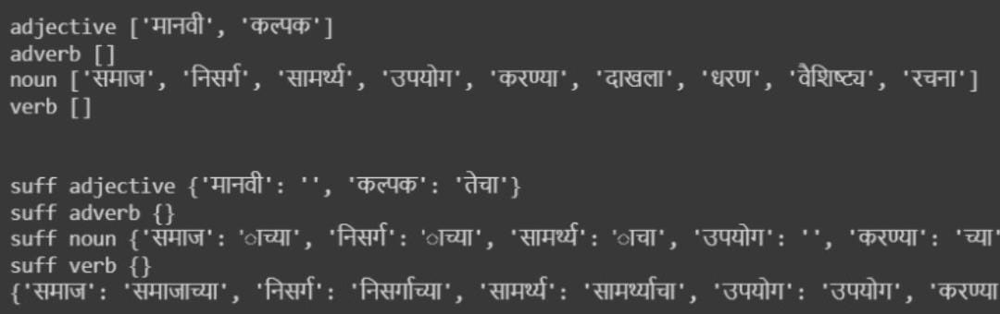 adjective ['मानवी', 'कल्पक']
adverb []
noun ['समाज', 'निसर्ग', 'सामर्थ्य', 'उपयोग', 'करण्या', 'दाखला', 'धरण', 'वैशिष्ट्य', 'रचना']
verb []
suff adjective {'मानवी': '', 'कल्पक': 'तेचा'}
suff adverb {}
suff noun {'समाज': 'ाच्या', 'निसर्ग': 'ाच्या', 'सामर्थ्य': 'ाचा', 'उपयोग': '', 'करण्या': 'च्या'
suff verb {}
{'समाज': 'समाजाच्या', 'निसर्ग': 'निसर्गाच्या', 'सामर्थ्य': 'सामर्थ्याचा', 'उपयोग': 'उपयोग', 'करण्या